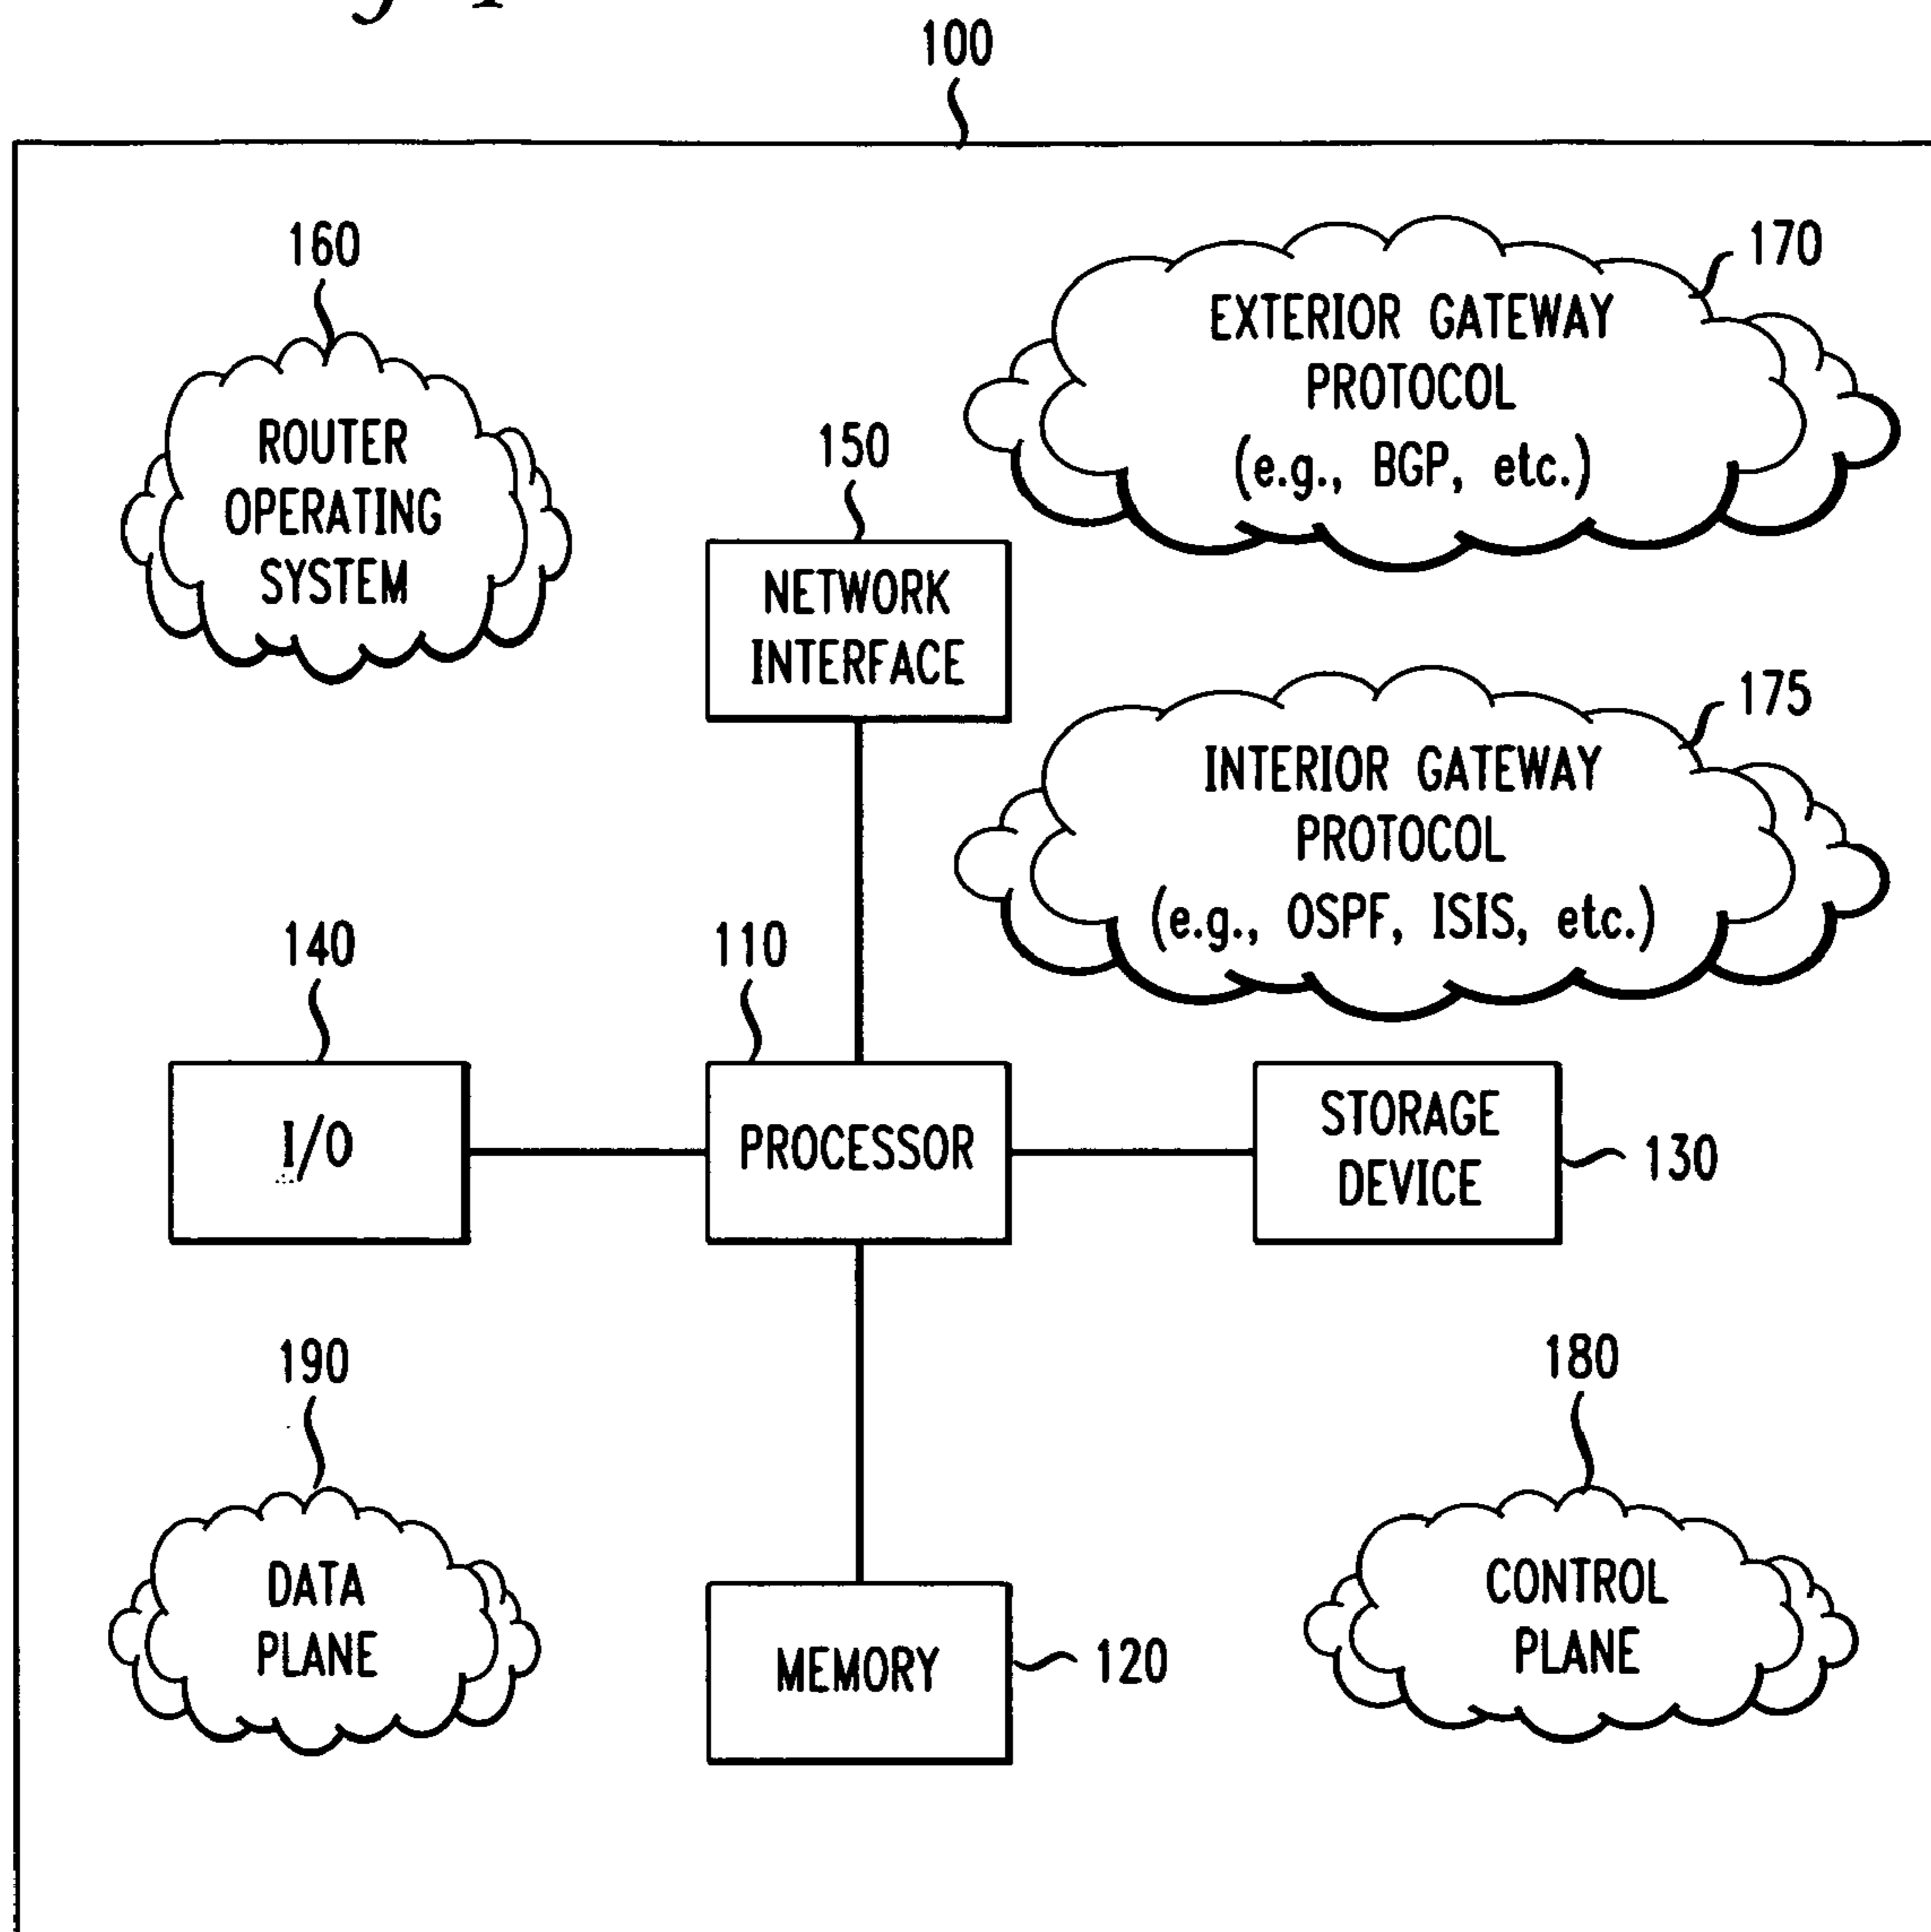 100
160
170
EXTERIOR GATEWAY
PROTOCOL
(e.g., BGP, etc.)
ROUTER
OPERATING
SYSTEM
150
NETWORK
INTERFACE
175
INTERIOR GATEWAY
PROTOCOL
(e.g., OSPF, ISIS, etc.)
140
110
I/O
PROCESSOR
STORAGE
DEVICE
130
190
180
DATA
PLANE
CONTROL
PLANE
MEMORY
120